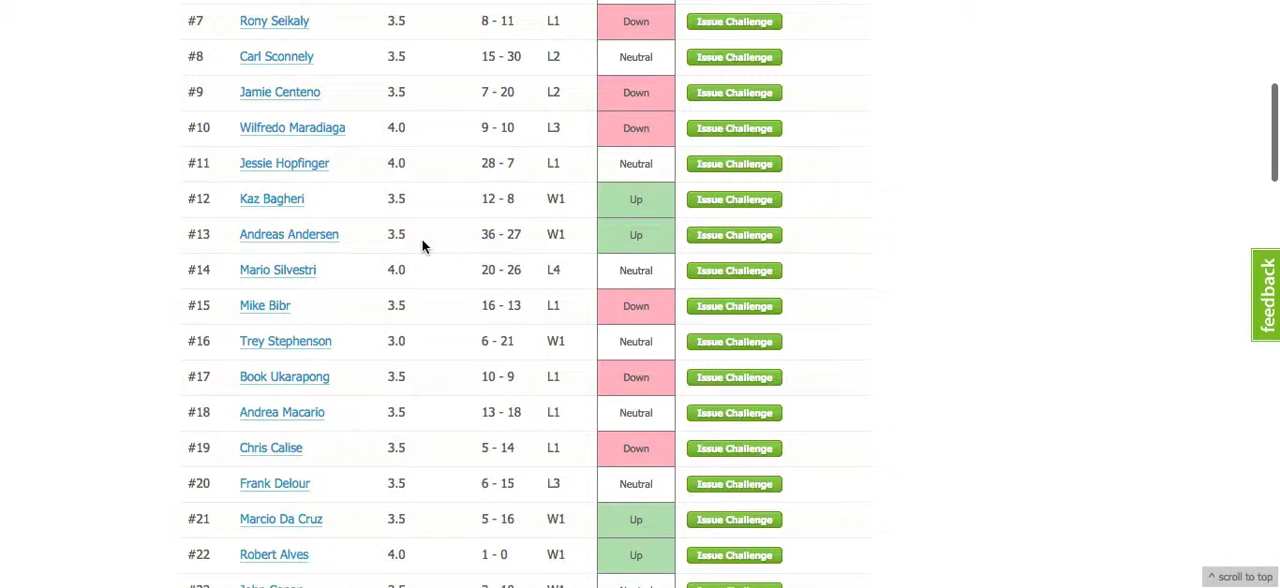 #7 Rony Seikaly 3.5 8 - 11 L1 Down Issue Challenge
#8 Carl Sconnely 3.5 15 - 30 L2 Neutral Issue Challenge
#9 Jamie Centeno 3.5 7 - 20 L2 Down Issue Challenge
#10 Wilfredo Maradiaga 4.0 9 - 10 L3 Down Issue Challenge
#11 Jessie Hopfinger 4.0 28 - 7 L1 Neutral Issue Challenge
#12 Kaz Bagheri 3.5 12 - 8 W1 Up Issue Challenge
#13 Andreas Andersen 3.5 36 - 27 W1 Up Issue Challenge
#14 Mario Silvestri 4.0 20 - 26 L4 Neutral Issue Challenge
#15 Mike Bibr 3.5 16 - 13 L1 Down Issue Challenge
#16 Trey Stephenson 3.0 6 - 21 W1 Neutral Issue Challenge
#17 Book Ukarapong 3.5 10 - 9 L1 Down Issue Challenge
#18 Andrea Macario 3.5 13 - 18 L1 Neutral Issue Challenge
#19 Chris Calise 3.5 5 - 14 L1 Down Issue Challenge
#20 Frank Delour 3.5 6 - 15 L3 Neutral Issue Challenge
#21 Marcio Da Cruz 3.5 5 - 16 W1 Up Issue Challenge
#22 Robert Alves 4.0 1 - 0 W1 Up Issue Challenge
feedback
^ scroll to top